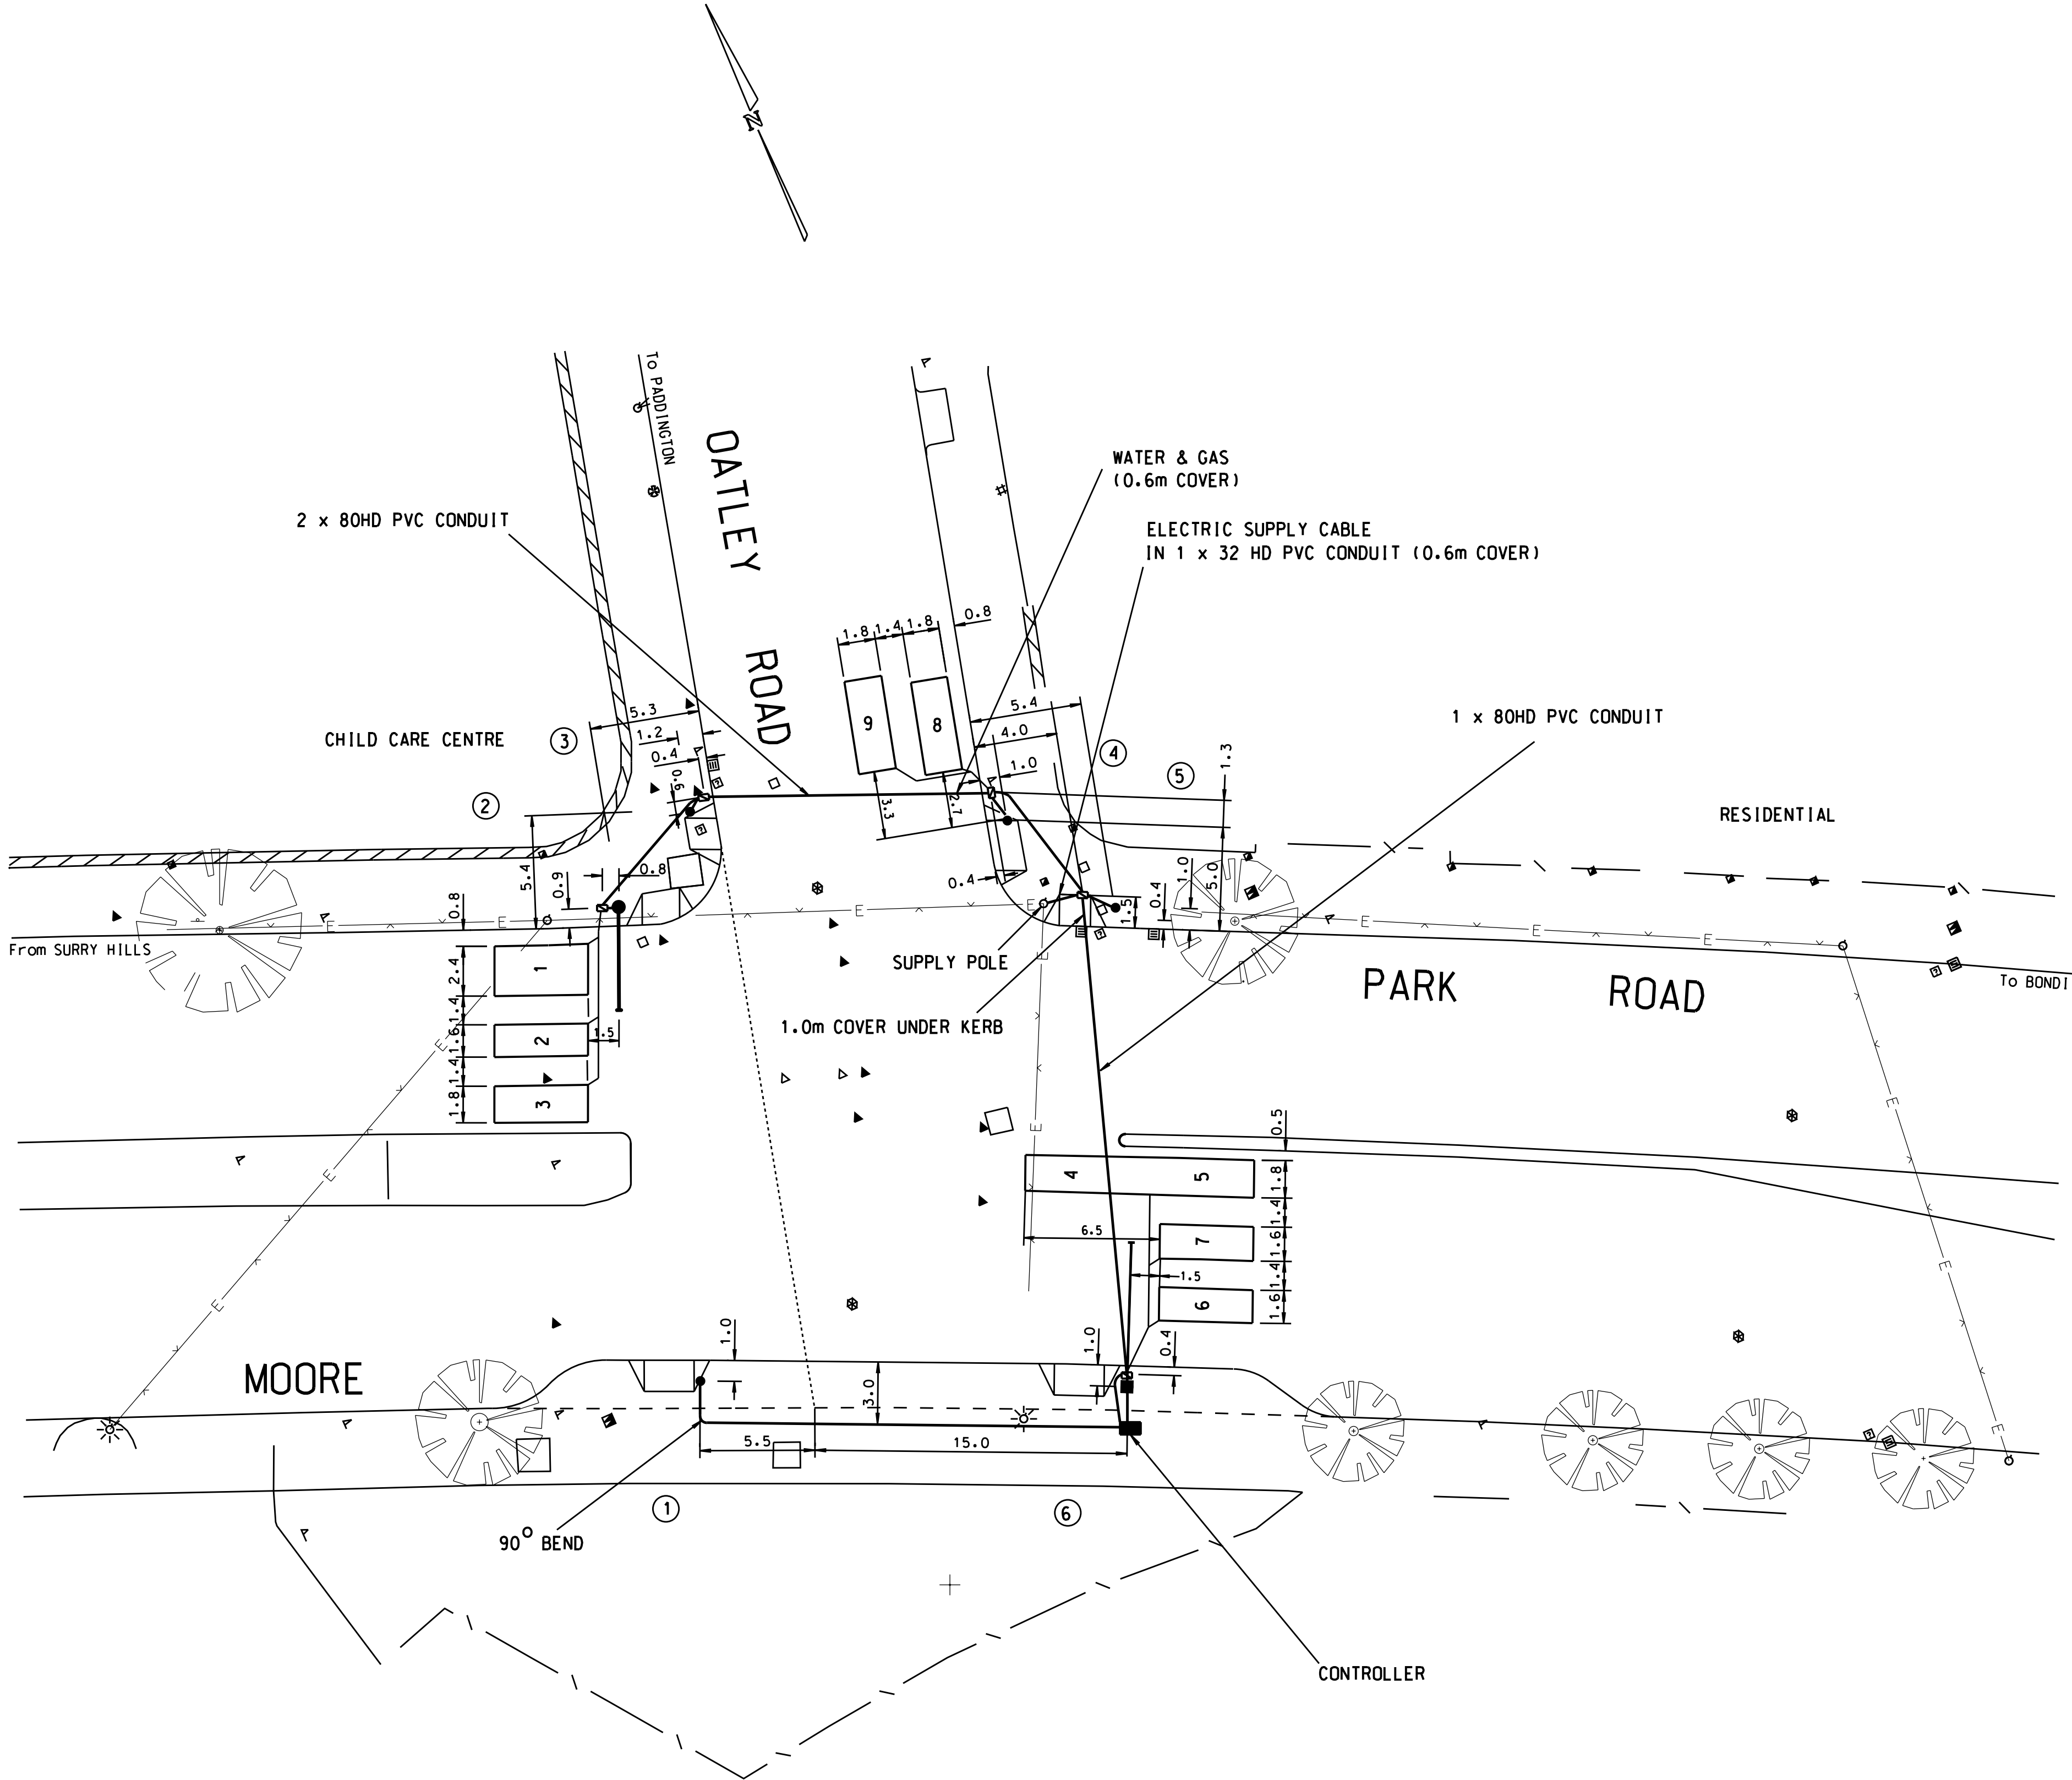 N
To PADDINGTON
OATLEY ROAD
WATER & GAS
(0.6m COVER)
2 x 80HD PVC CONDUIT
ELECTRIC SUPPLY CABLE
IN 1 x 32 HD PVC CONDUIT (0.6m COVER)
1.8
1.4
1.8
0.8
9
8
5.3
1.2
0.4
0.6
CHILD CARE CENTRE
3
2
5.4
4.0
1.0
3.3
2.7
4
5
1.3
1 x 80HD PVC CONDUIT
RESIDENTIAL
5.4
0.9
0.8
0.8
0.4
1.5
0.4
1.0
5.0
E
E
E
E
E
E
E
From SURRY HILLS
To BONDI
SUPPLY POLE
PARK ROAD
1.0m COVER UNDER KERB
2.4
1.4
1.6
1.4
1.8
1
2
3
1.5
E
E
E
E
E
E
E
E
4
5
7
6
6.5
1.5
0.5
1.8
1.4
1.6
1.4
1.6
MOORE
1.0
3.0
1.0
0.4
5.5
15.0
1
6
90° BEND
CONTROLLER